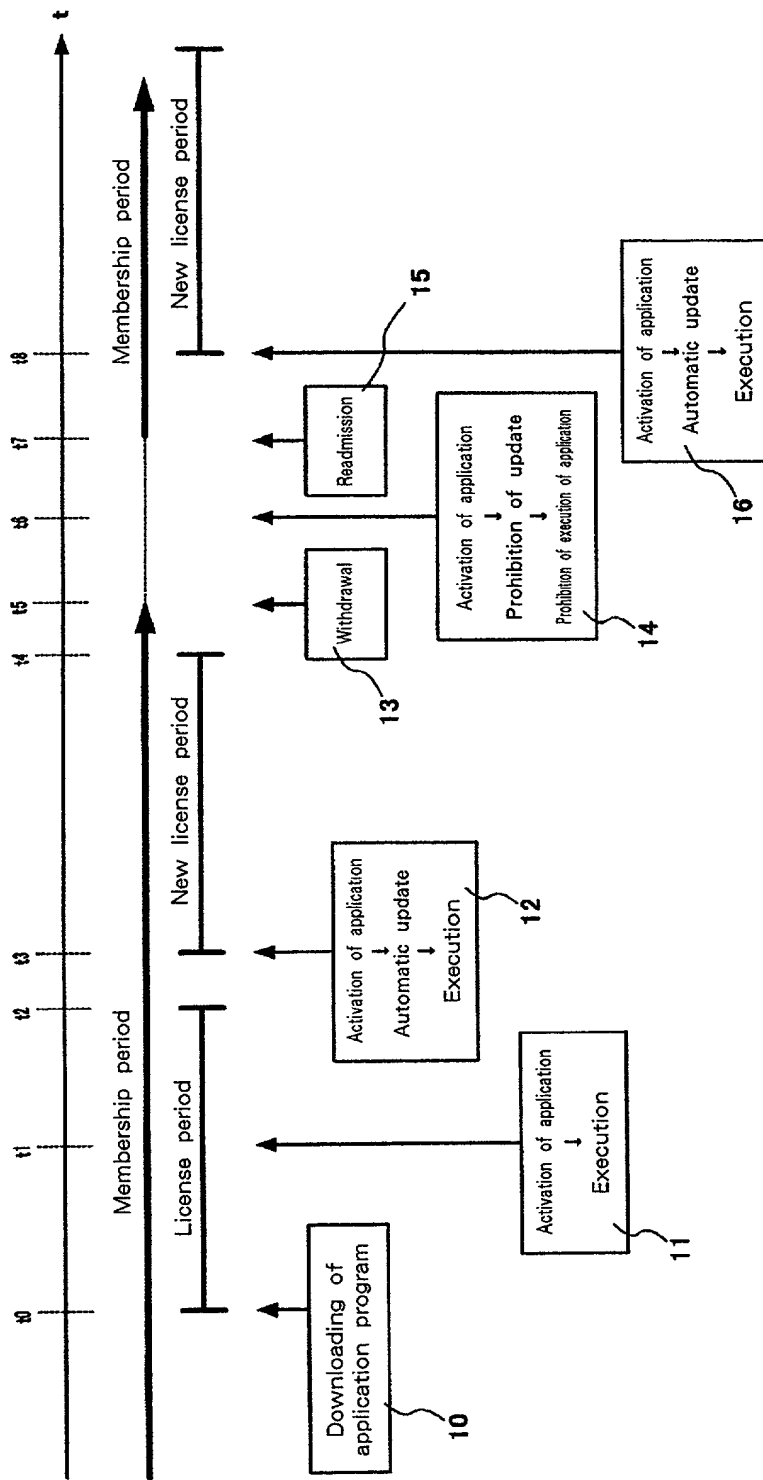 t
t0
t1
t2
t3
t4
t5
t6
t7
t8
Membership period
Membership period
License period
New license period
New license period
Downloading of
application program
10
Activation of application
↓
Execution
11
Activation of application
↓
Automatic update
↓
Execution
12
Withdrawal
13
Activation of application
↓
Prohibition of update
↓
Prohibition of execution of application
14
Readmission
15
Activation of application
↓
Automatic update
↓
Execution
16